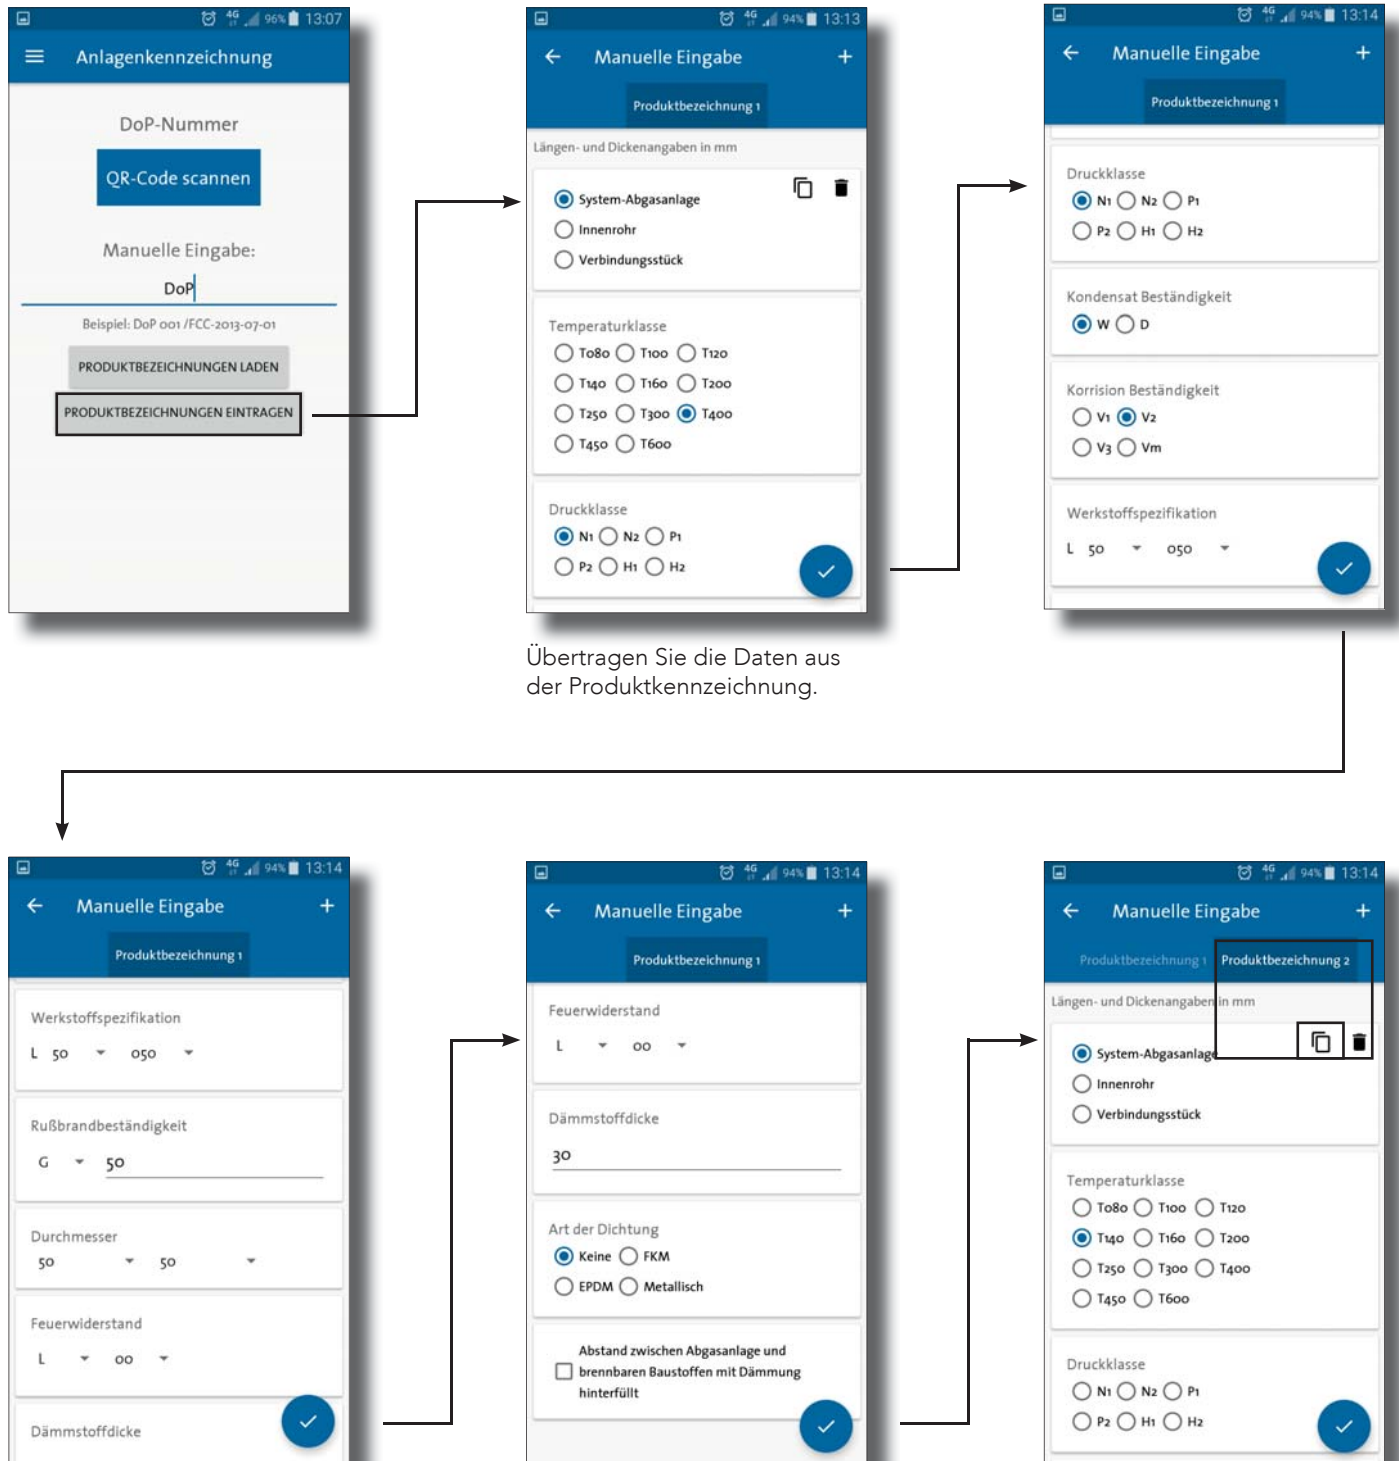 4G 96% 13:07
Anlagenkennzeichnung
DoP-Nummer
QR-Code scannen
Manuelle Eingabe:
DoP
Beispiel: DoP 001 /FCC-2013-07-01
PRODUKTBEZEICHNUNGEN LADEN
PRODUKTBEZEICHNUNGEN EINTRAGEN
4G 94% 13:13
Manuelle Eingabe +
Produktbezeichnung 1
Längen- und Dickenangaben in mm
System-Abgasanlage
Innenrohr
Verbindungsstück
Temperaturklasse
T080 T100 T120
T140 T160 T200
T250 T300 T400
T450 T600
Druckklasse
N1 N2 P1
P2 H1 H2
Übertragen Sie die Daten aus
der Produktkennzeichnung.
4G 94% 13:14
Manuelle Eingabe +
Produktbezeichnung 1
Druckklasse
N1 N2 P1
P2 H1 H2
Kondensat Beständigkeit
W D
Korrision Beständigkeit
V1 V2
V3 Vm
Werkstoffspezifikation
L 50 050
4G 94% 13:14
Manuelle Eingabe +
Produktbezeichnung 1
Werkstoffspezifikation
L 50 050
Rußbrandbeständigkeit
G 50
Durchmesser
50 50
Feuerwiderstand
L 00
Dämmstoffdicke
4G 94% 13:14
Manuelle Eingabe +
Produktbezeichnung 1
Feuerwiderstand
L 00
Dämmstoffdicke
30
Art der Dichtung
Keine FKM
EPDM Metallisch
Abstand zwischen Abgasanlage und
brennbaren Baustoffen mit Dämmung
hinterfüllt
4G 94% 13:14
Manuelle Eingabe +
Produktbezeichnung 1 Produktbezeichnung 2
Längen- und Dickenangaben in mm
System-Abgasanlage
Innenrohr
Verbindungsstück
Temperaturklasse
T080 T100 T120
T140 T160 T200
T250 T300 T400
T450 T600
Druckklasse
N1 N2 P1
P2 H1 H2